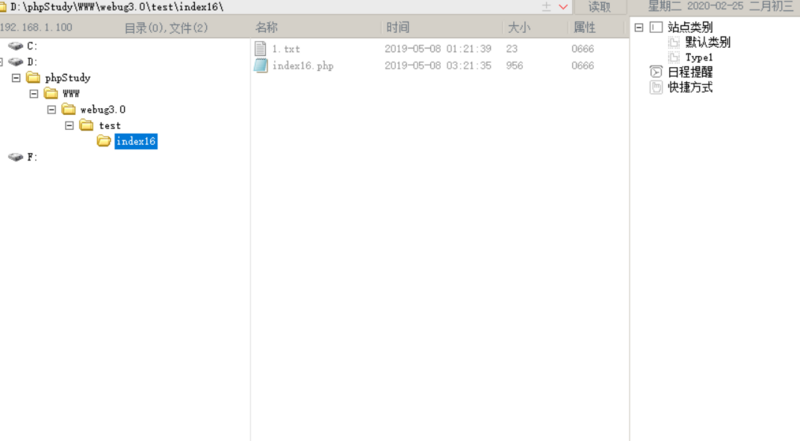 D:\phpStudy\WWW\webug3.0\test\index16\
读取
星期二 2020-02-25 二月初三
192.168.1.100
目录(0),文件(2)
名称
时间
大小
属性
C:
D:
phpStudy
WWW
webug3.0
test
index16
F:
1.txt
2019-05-08 01:21:39
23
0666
index16.php
2019-05-08 03:21:35
956
0666
站点类别
默认类别
Type1
日程提醒
快捷方式